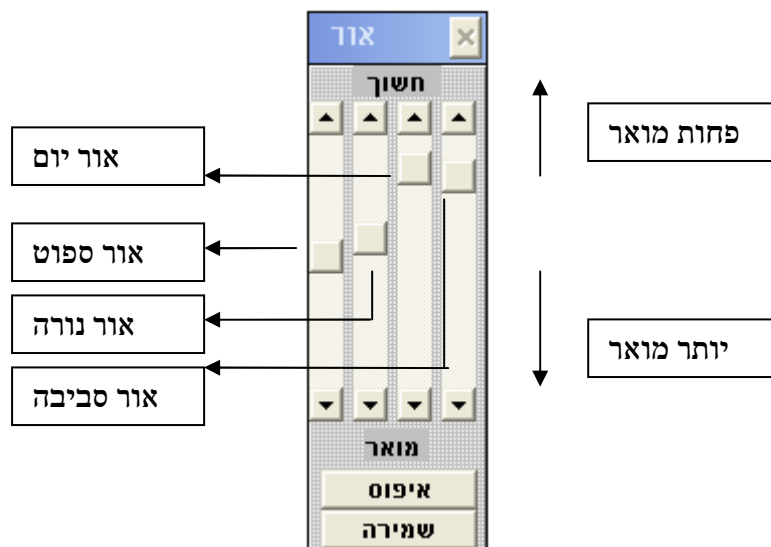 אור
חשוך
פחות מואר
אור יום
אור ספוט
אור נורה
יותר מואר
אור סביבה
מואר
איפוס
שמירה